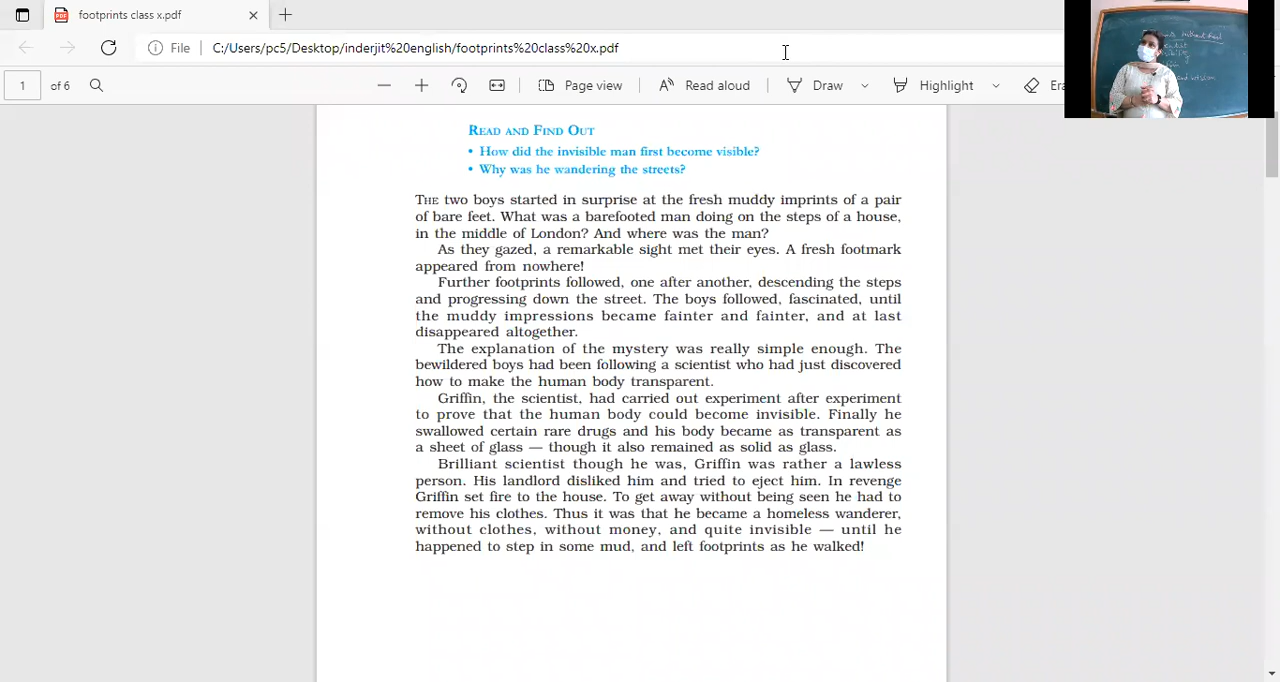 footprints class x.pdf
File
C:/Users/pc5/Desktop/inderjit%20english/footprints%20class%20x.pdf
1 of 6
Page view
Read aloud
Draw
Highlight
Era
READ AND FIND OUT
• How did the invisible man first become visible?
• Why was he wandering the streets?
THE two boys started in surprise at the fresh muddy imprints of a pair
of bare feet. What was a barefooted man doing on the steps of a house,
in the middle of London? And where was the man?
As they gazed, a remarkable sight met their eyes. A fresh footmark
appeared from nowhere!
Further footprints followed, one after another, descending the steps
and progressing down the street. The boys followed, fascinated, until
the muddy impressions became fainter and fainter, and at last
disappeared altogether.
The explanation of the mystery was really simple enough. The
bewildered boys had been following a scientist who had just discovered
how to make the human body transparent.
Griffin, the scientist, had carried out experiment after experiment
to prove that the human body could become invisible. Finally he
swallowed certain rare drugs and his body became as transparent as
a sheet of glass — though it also remained as solid as glass.
Brilliant scientist though he was, Griffin was rather a lawless
person. His landlord disliked him and tried to eject him. In revenge
Griffin set fire to the house. To get away without being seen he had to
remove his clothes. Thus it was that he became a homeless wanderer,
without clothes, without money, and quite invisible — until he
happened to step in some mud, and left footprints as he walked!